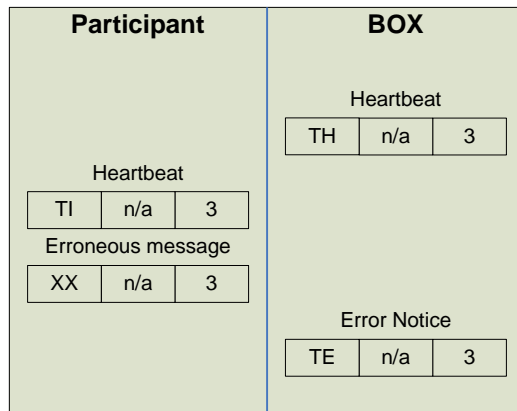 Participant BOX
Heartbeat
TH n/a 3
Heartbeat
TI n/a 3
Erroneous message
XX n/a 3
Error Notice
TE n/a 3